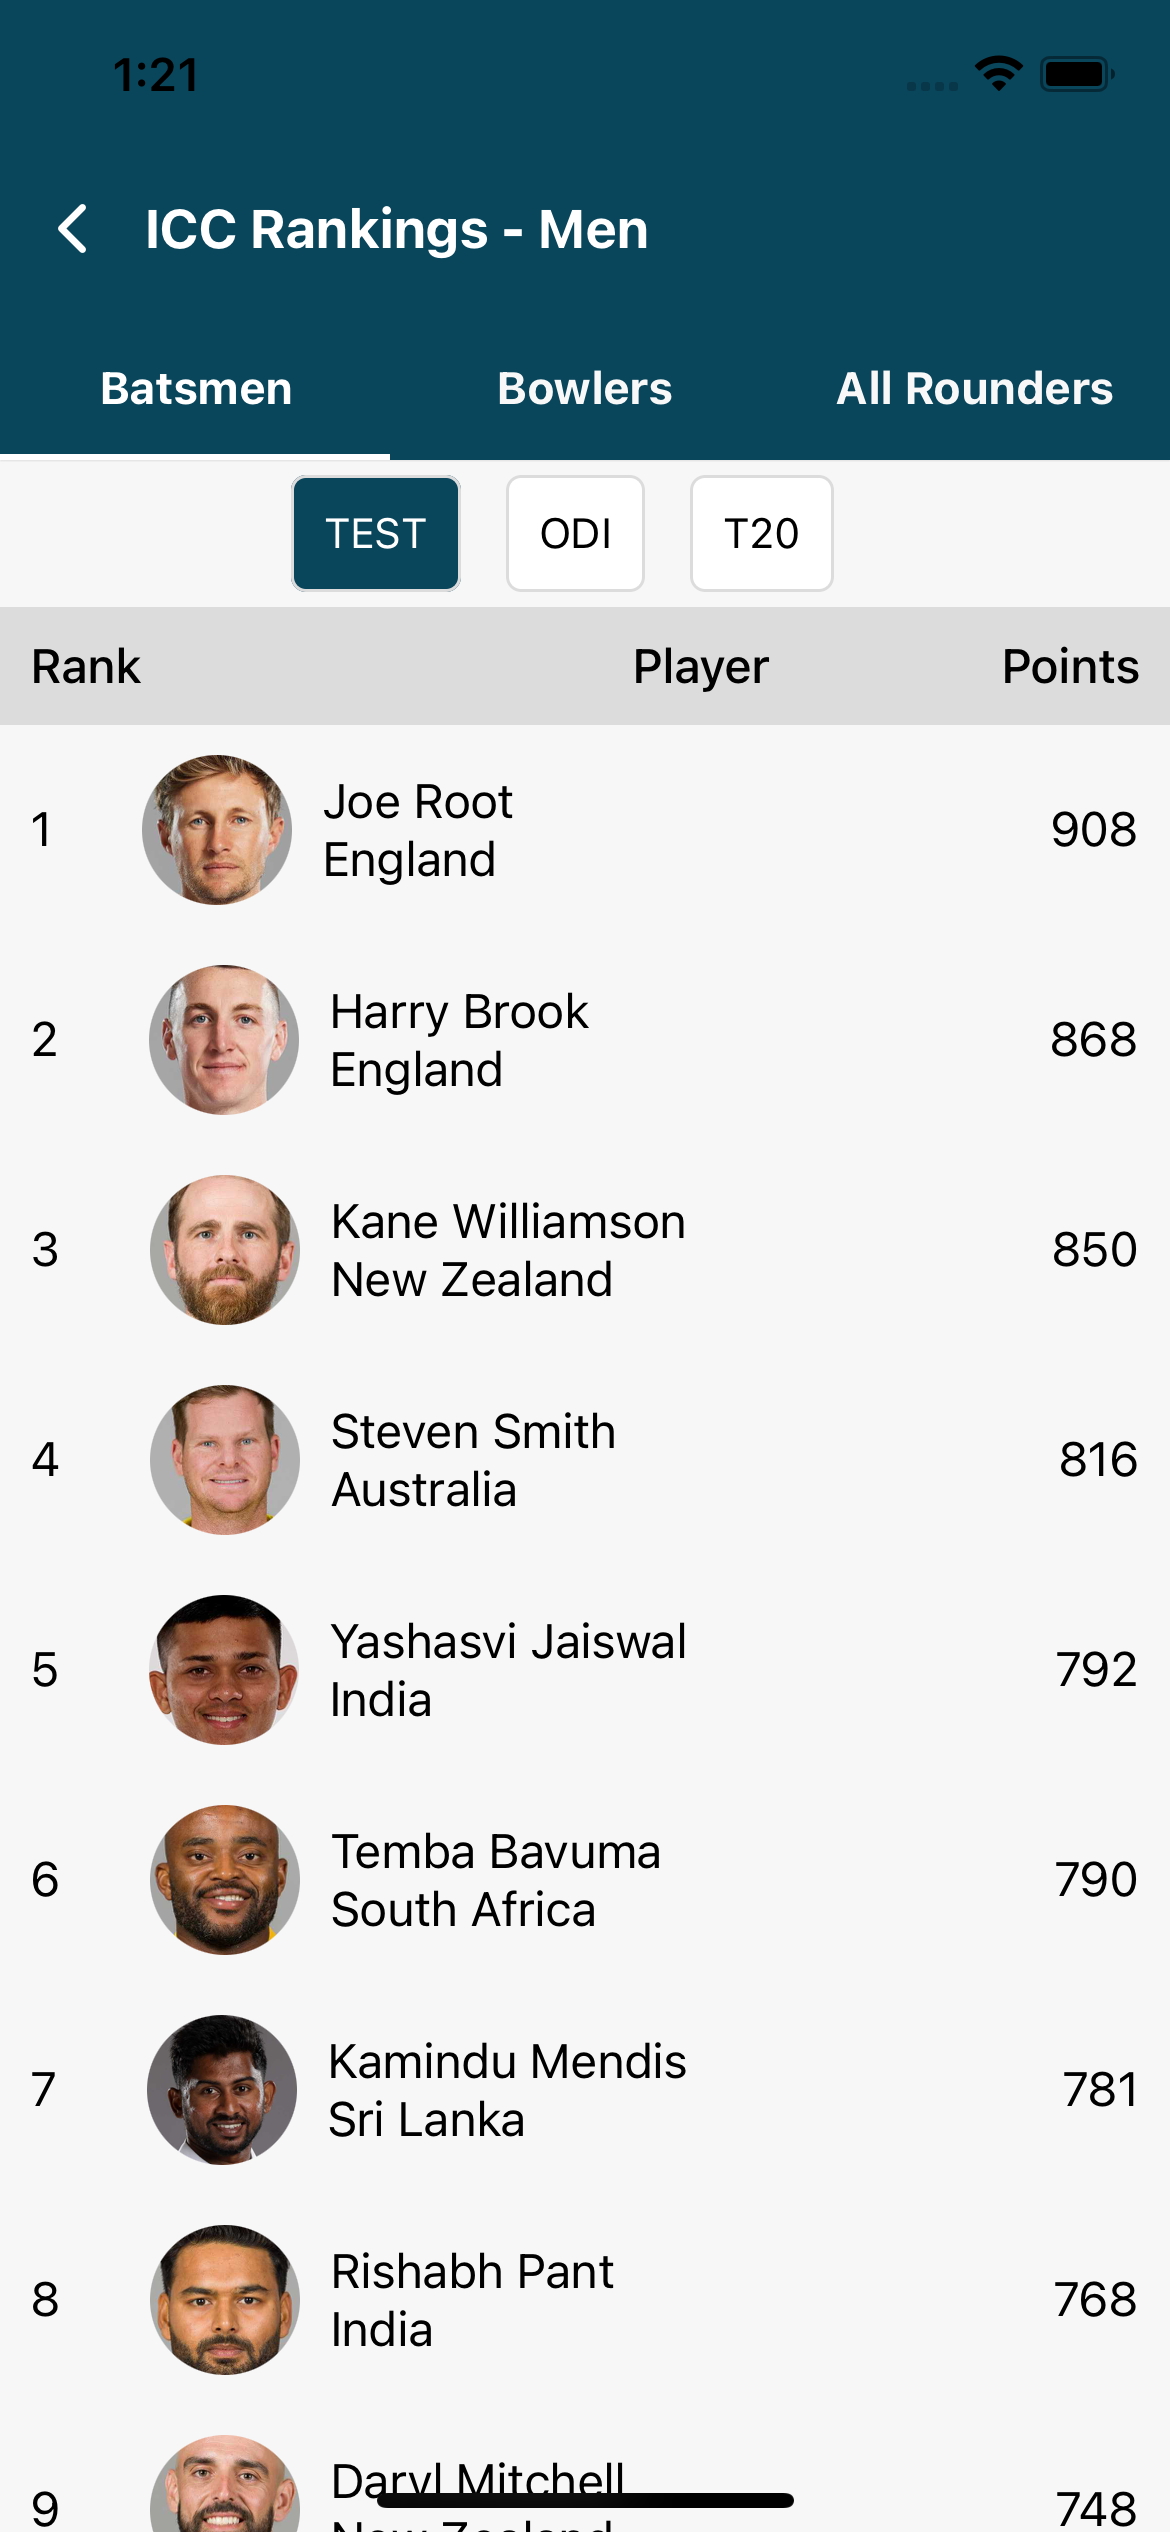 1:21
ICC Rankings - Men
Batsmen Bowlers All Rounders
TEST ODI T20
Rank Player Points
1 Joe Root 908
England
2 Harry Brook 868
England
3 Kane Williamson 850
New Zealand
4 Steven Smith 816
Australia
5 Yashasvi Jaiswal 792
India
6 Temba Bavuma 790
South Africa
7 Kamindu Mendis 781
Sri Lanka
8 Rishabh Pant 768
India
9 Daryl Mitchell 748
New Zealand